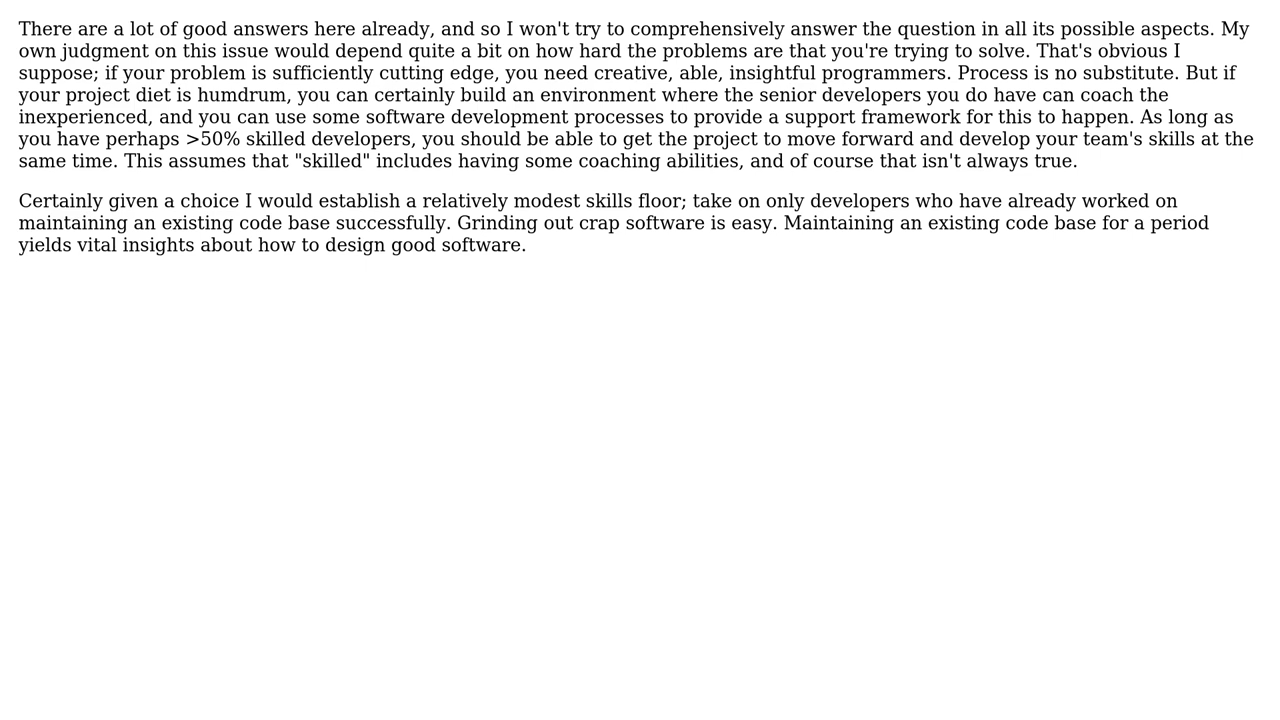 There are a lot of good answers here already, and so I won't try to comprehensively answer the question in all its possible aspects. My
own judgment on this issue would depend quite a bit on how hard the problems are that you're trying to solve. That's obvious I
suppose; if your problem is sufficiently cutting edge, you need creative, able, insightful programmers. Process is no substitute. But if
your project diet is humdrum, you can certainly build an environment where the senior developers you do have can coach the
inexperienced, and you can use some software development processes to provide a support framework for this to happen. As long as
you have perhaps >50% skilled developers, you should be able to get the project to move forward and develop your team's skills at the
same time. This assumes that "skilled" includes having some coaching abilities, and of course that isn't always true.
Certainly given a choice I would establish a relatively modest skills floor; take on only developers who have already worked on
maintaining an existing code base successfully. Grinding out crap software is easy. Maintaining an existing code base for a period
yields vital insights about how to design good software.